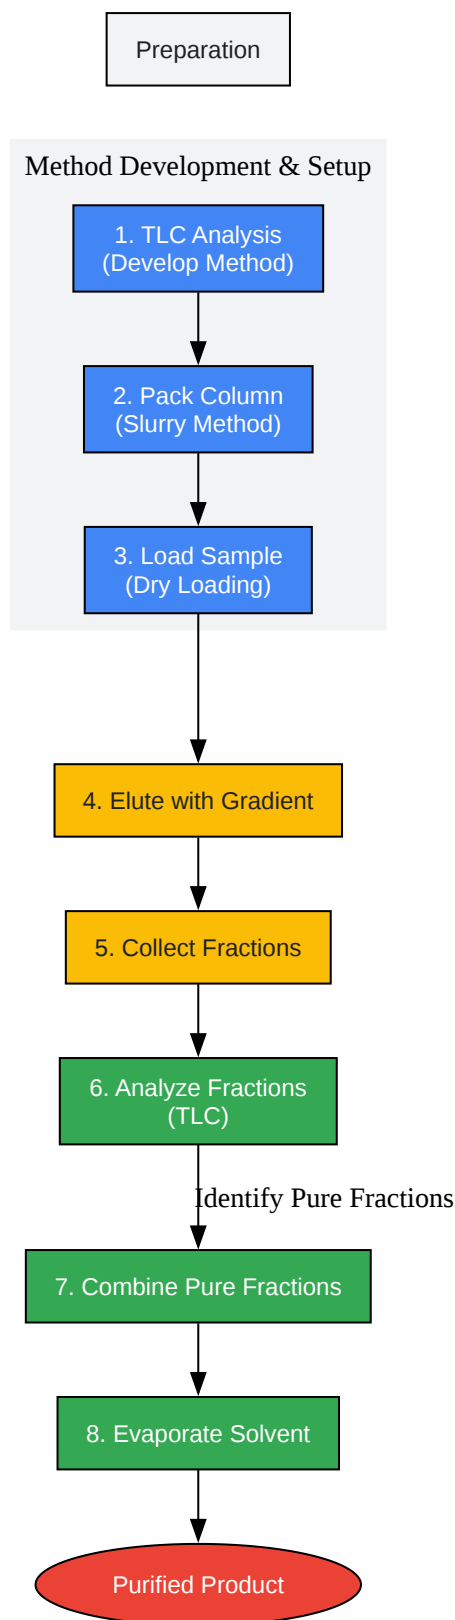 Preparation
Method Development & Setup
1. TLC Analysis
(Develop Method)
2. Pack Column
(Slurry Method)
3. Load Sample
(Dry Loading)
4. Elute with Gradient
5. Collect Fractions
6. Analyze Fractions
(TLC)
Identify Pure Fractions
7. Combine Pure Fractions
8. Evaporate Solvent
Purified Product